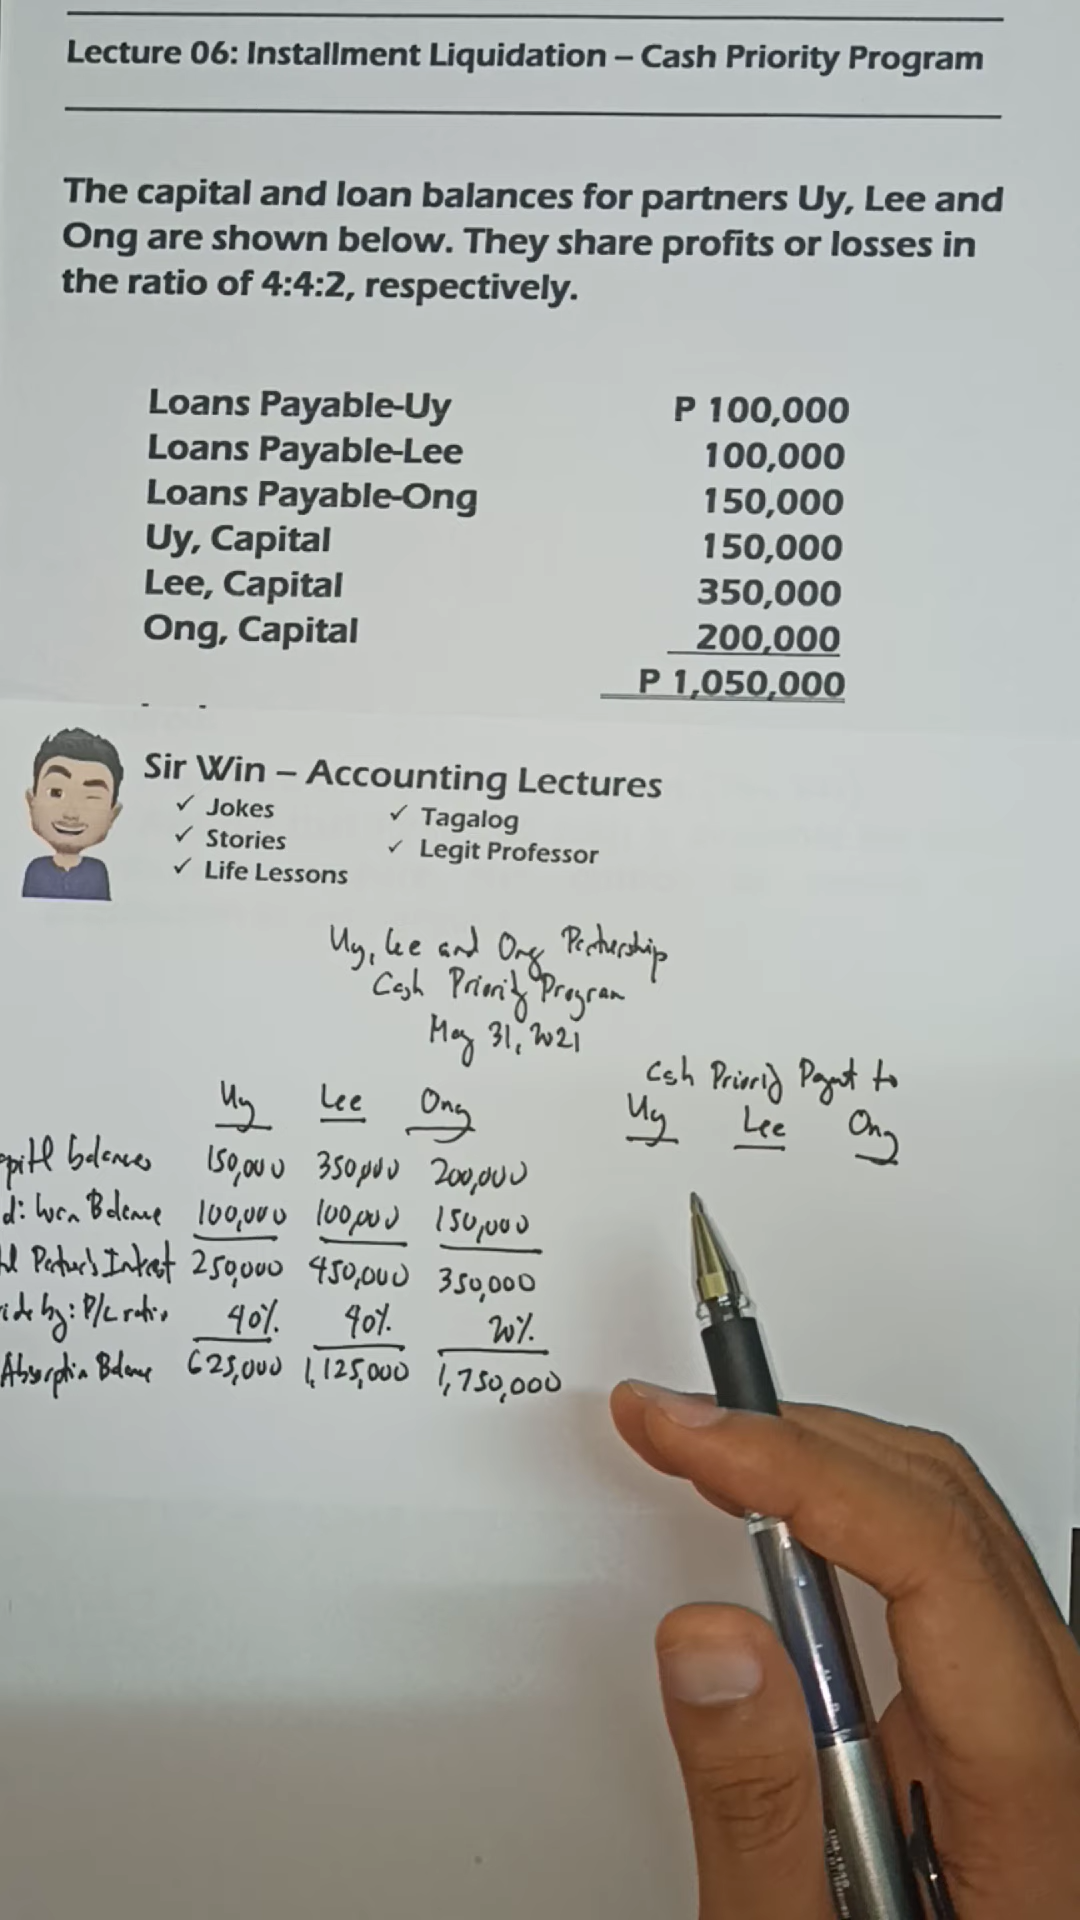 Lecture 06: Installment Liquidation – Cash Priority Program
The capital and loan balances for partners Uy, Lee and
Ong are shown below. They share profits or losses in
the ratio of 4:4:2, respectively.
Loans Payable-Uy P 100,000
Loans Payable-Lee 100,000
Loans Payable-Ong 150,000
Uy, Capital 150,000
Lee, Capital 350,000
Ong, Capital 200,000
P 1,050,000
Sir Win – Accounting Lectures
✓ Jokes ✓ Tagalog
✓ Stories ✓ Legit Professor
✓ Life Lessons
Uy, Lee and Ong Partnership
Cash Priority Program
May 31, 2021
Cash Priority Payment to
Uy Lee Ong Uy Lee Ong
pital balances 150,000 350,000 200,000
d: Loan Balance 100,000 100,000 150,000
al Partner's Interest 250,000 450,000 350,000
ide by: P/L ratio 40% 40% 20%
Absorption Balance 625,000 1,125,000 1,750,000